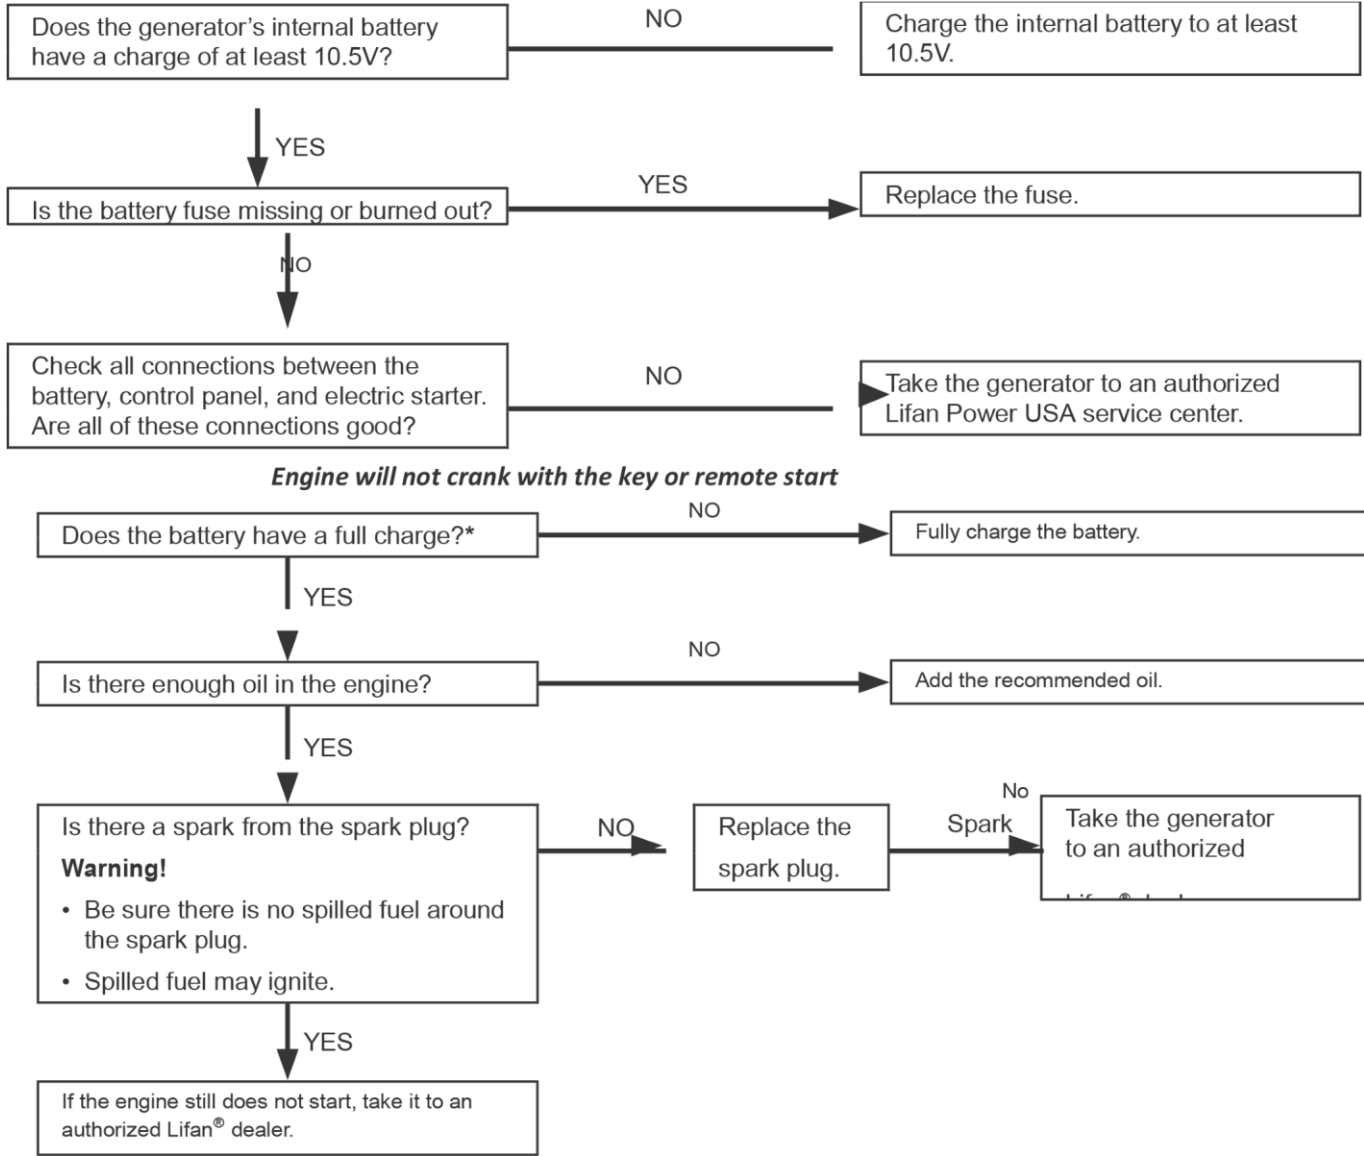 Does the generator's internal battery
have a charge of at least 10.5V?
NO
Charge the internal battery to at least
10.5V.
YES
Is the battery fuse missing or burned out?
YES
Replace the fuse.
NO
Check all connections between the
battery, control panel, and electric starter.
Are all of these connections good?
NO
Take the generator to an authorized
Lifan Power USA service center.
Engine will not crank with the key or remote start
Does the battery have a full charge?*
NO
Fully charge the battery.
YES
Is there enough oil in the engine?
NO
Add the recommended oil.
YES
Is there a spark from the spark plug?
Warning!
• Be sure there is no spilled fuel around
the spark plug.
• Spilled fuel may ignite.
NO
Replace the
spark plug.
No
Spark
Take the generator
to an authorized
YES
If the engine still does not start, take it to an
authorized Lifan® dealer.